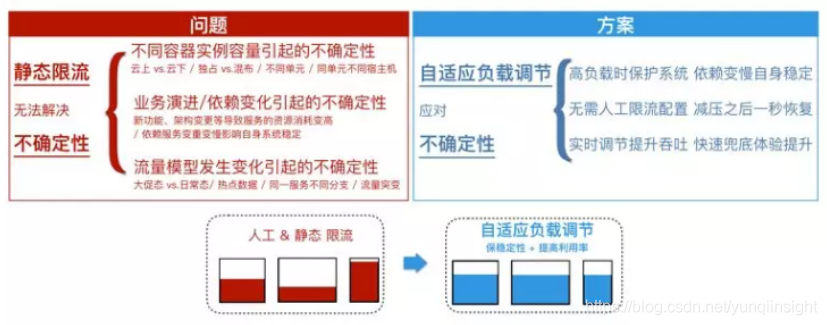 问题
静态限流
无法解决
不确定性
不同容器实例容量引起的不确定性
云上 vs.云下 / 独占 vs.混布 / 不同单元 / 同单元不同宿主机
业务演进/依赖变化引起的不确定性
新功能、架构变更等导致服务的资源消耗变高
/ 依赖服务变重变慢影响自身系统稳定
流量模型发生变化引起的不确定性
大促态 vs.日常态/ 热点数据 / 同一服务不同分支 / 流量突变
方案
自适应负载调节
应对
不确定性
高负载时保护系统 依赖变慢自身稳定
无需人工限流配置 减压之后一秒恢复
实时调节提升吞吐 快速兜底体验提升
人工 & 静态 限流
自适应负载调节
保稳定性 + 提高利用率
https://blog.csdn.net/yunqiinsight